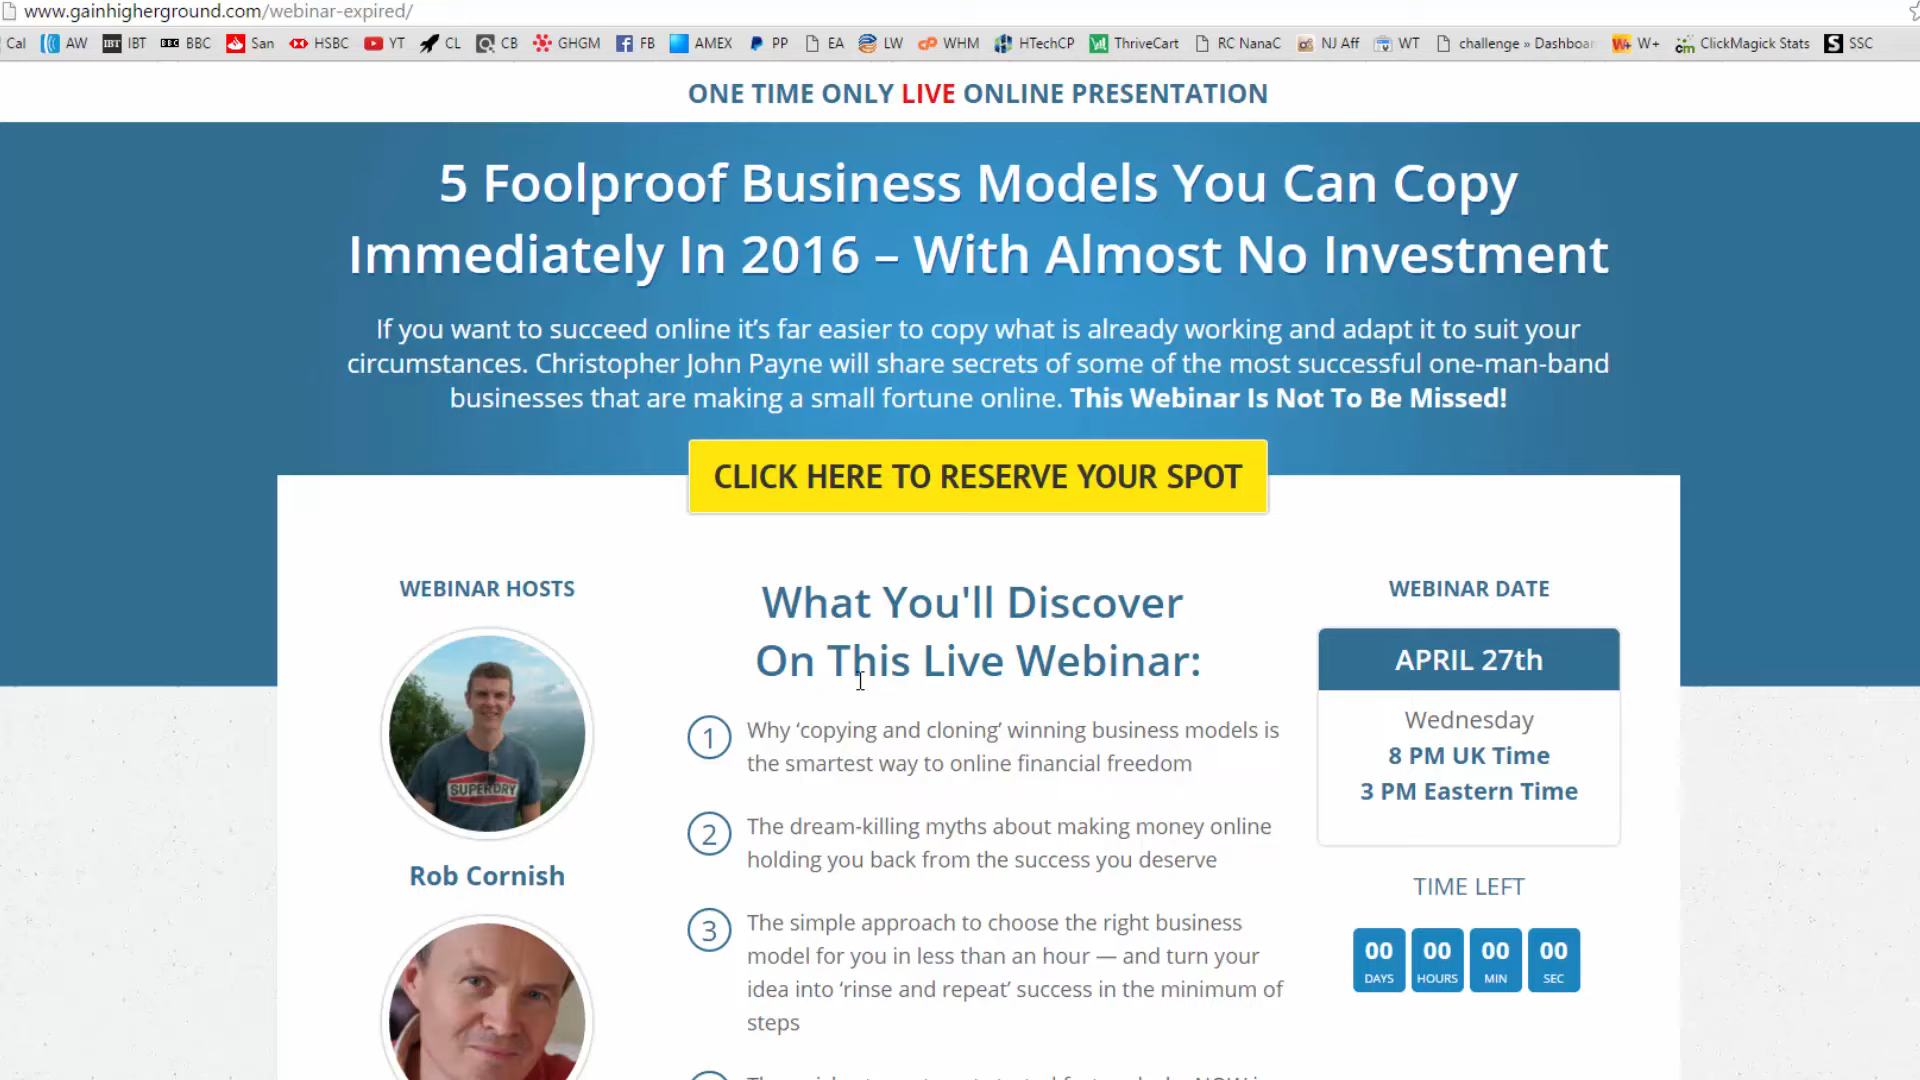 www.gainhigherground.com/webinar-expired/
Cal AW IBT IBT BBC BBC San HSBC YT CL CB GHGM FB AMEX PP EA LW cP WHM HTechCP ThriveCart RC NanaC NJ Aff WT challenge » Dashboar W+ W+ cm ClickMagick Stats S SSC
ONE TIME ONLY LIVE ONLINE PRESENTATION
5 Foolproof Business Models You Can Copy
Immediately In 2016 – With Almost No Investment
If you want to succeed online it’s far easier to copy what is already working and adapt it to suit your
circumstances. Christopher John Payne will share secrets of some of the most successful one-man-band
businesses that are making a small fortune online. This Webinar Is Not To Be Missed!
CLICK HERE TO RESERVE YOUR SPOT
WEBINAR HOSTS
SUPERDRY
Rob Cornish
What You'll Discover
On This Live Webinar:
1 Why ‘copying and cloning’ winning business models is
the smartest way to online financial freedom
2 The dream-killing myths about making money online
holding you back from the success you deserve
3 The simple approach to choose the right business
model for you in less than an hour — and turn your
idea into ‘rinse and repeat’ success in the minimum of
steps
WEBINAR DATE
APRIL 27th
Wednesday
8 PM UK Time
3 PM Eastern Time
TIME LEFT
00 00 00 00
DAYS HOURS MIN SEC